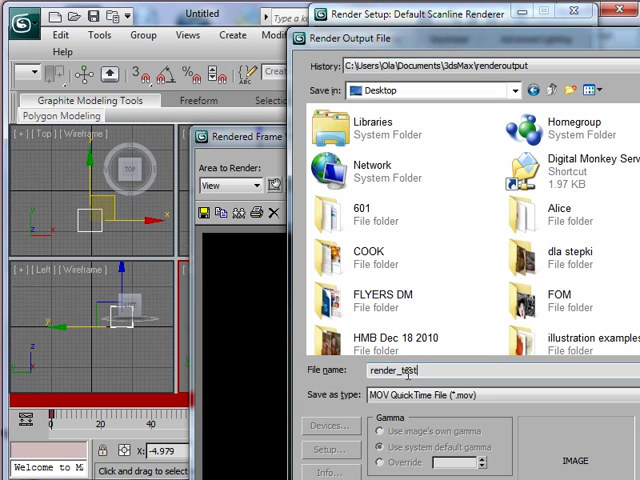 Untitled
Type a key
Render Setup: Default Scanline Renderer
Edit
Tools
Group
Views
Create
Help
Render Output File
History: C:\Users\Ola\Documents\3dsMax\renderoutput
Save in: Desktop
3
Graphite Modeling Tools
Freeform
Polygon Modeling
[ + ] [ Top ] [ Wireframe ]
TOP
y
x
z
Rendered Frame
Area to Render:
View
[ + ] [ Left ] [ Wireframe ]
z
y
Libraries
System Folder
Homegroup
System Folder
Network
System Folder
Digital Monkey
Shortcut
1.97 KB
601
File folder
Alice
File folder
COOK
File folder
dla stepki
File folder
FLYERS DM
File folder
FOM
File folder
HMB Dec 18 2010
File folder
illustration examples
File folder
File name: render_test
Save as type: MOV QuickTime File (*.mov)
Devices...
Setup...
Info...
Gamma
Use image's own gamma
Use system default gamma
Override
IMAGE
0 20 40
X: -4.979
Welcome to
Click and drag to select